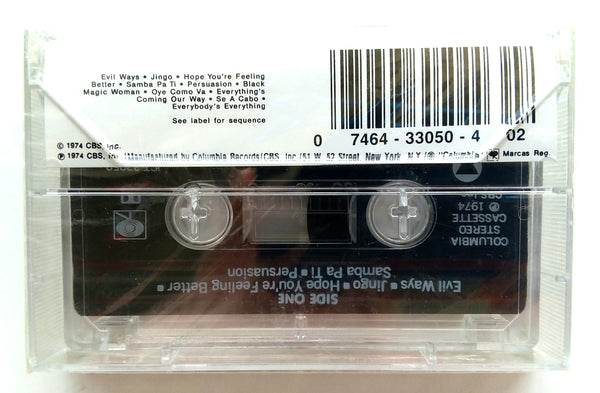 Evil Ways • Jingo • Hope You're Feeling
Better • Samba Pa Ti • Persuasion • Black
Magic Woman • Oye Como Va • Everything's
Coming Our Way • Se A Cabo •
Everybody's Everything
See label for sequence
0 7464-33050-4 02
© 1974 CBS, Inc.
℗ 1974 CBS, Inc./Manufactured by Columbia Records/CBS, Inc./51 W. 52 Street, New York, N.Y./® "Columbia," Marcas Reg.
SIDE ONE
Evil Ways • Jingo • Hope You're Feeling Better •
Samba Pa Ti • Persuasion
COLUMBIA
STEREO
CASSETTE
℗ 1974
CBS Inc.
B